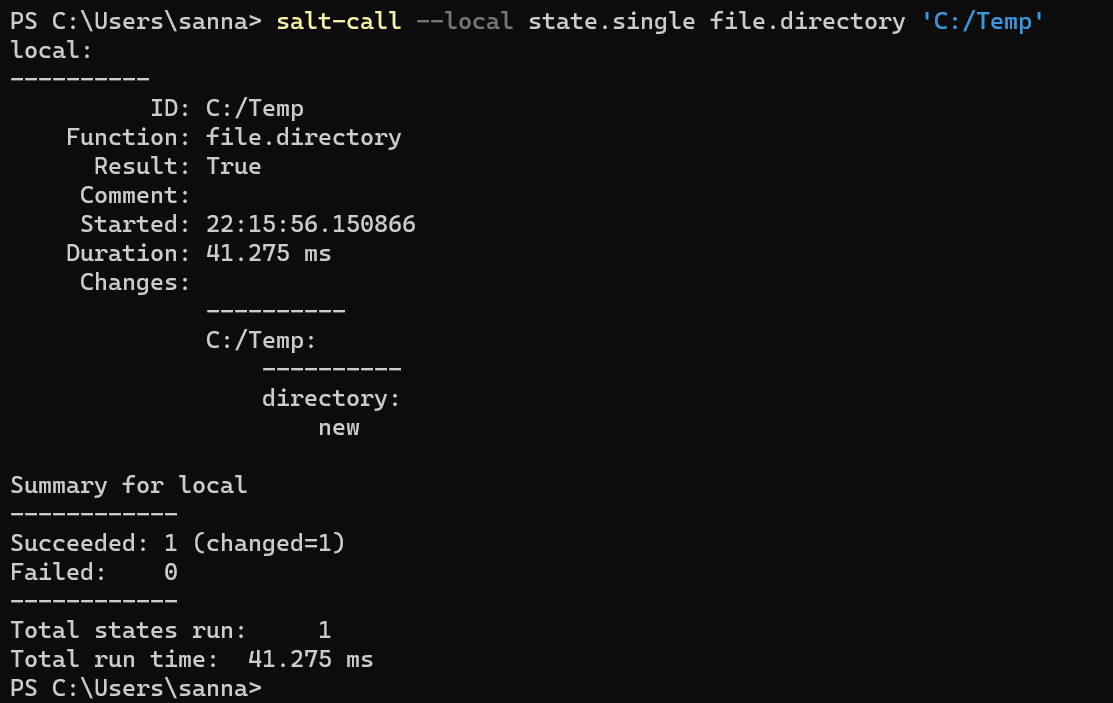 PS C:\Users\sanna> salt-call --local state.single file.directory 'C:/Temp'
local:
----------
          ID: C:/Temp
    Function: file.directory
      Result: True
     Comment:
     Started: 22:15:56.150866
    Duration: 41.275 ms
     Changes:
              ----------
              C:/Temp:
                  ----------
                  directory:
                      new

Summary for local
------------
Succeeded: 1 (changed=1)
Failed:    0
------------
Total states run:     1
Total run time:  41.275 ms
PS C:\Users\sanna>